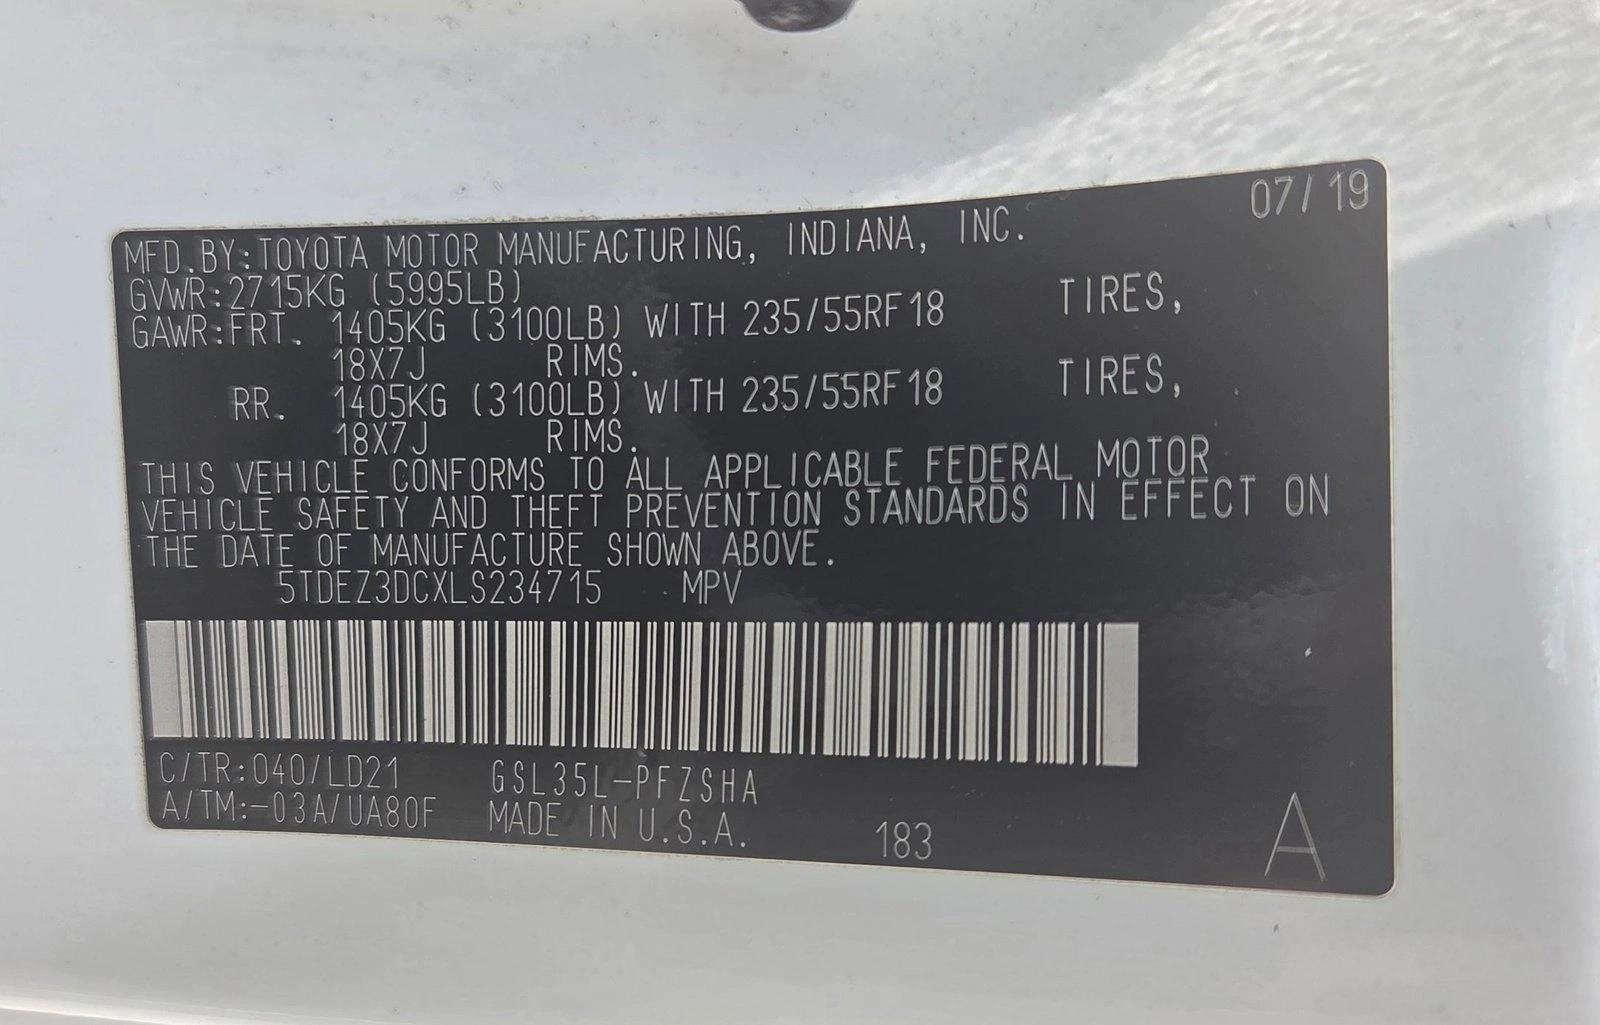 07/19
MFD.BY:TOYOTA MOTOR MANUFACTURING, INDIANA, INC.
GVWR:2715KG (5995LB)
GAWR:FRT. 1405KG (3100LB) WITH 235/55RF18 TIRES,
18X7J RIMS.
RR. 1405KG (3100LB) WITH 235/55RF18 TIRES,
18X7J RIMS.
THIS VEHICLE CONFORMS TO ALL APPLICABLE FEDERAL MOTOR
VEHICLE SAFETY AND THEFT PREVENTION STANDARDS IN EFFECT ON
THE DATE OF MANUFACTURE SHOWN ABOVE.
5TDEZ3DCXLS234715 MPV
C/TR:040/LD21 GSL35L-PFZSHA
A/TM:-03A/UA80F MADE IN U.S.A. 183 A